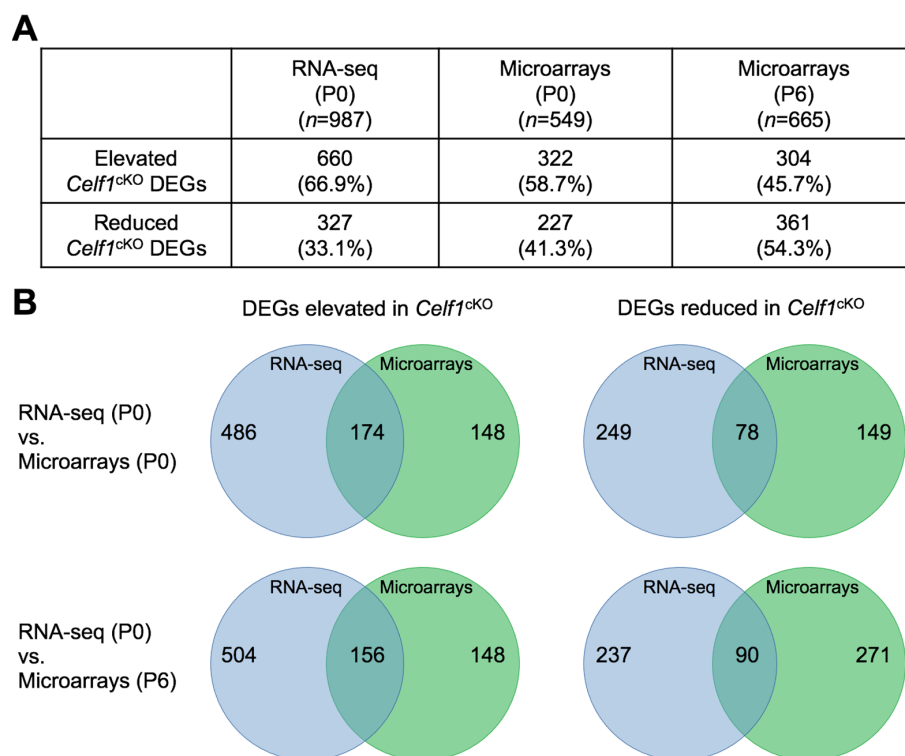 A
RNA-seq (P0) (n=987)
Microarrays (P0) (n=549)
Microarrays (P6) (n=665)
Elevated Celf1cKO DEGs
660 (66.9%)
322 (58.7%)
304 (45.7%)
Reduced Celf1cKO DEGs
327 (33.1%)
227 (41.3%)
361 (54.3%)
B
DEGs elevated in Celf1cKO
DEGs reduced in Celf1cKO
RNA-seq (P0)
vs.
Microarrays (P0)
RNA-seq
Microarrays
486
174
148
RNA-seq
Microarrays
249
78
149
RNA-seq (P0)
vs.
Microarrays (P6)
RNA-seq
Microarrays
504
156
148
RNA-seq
Microarrays
237
90
271